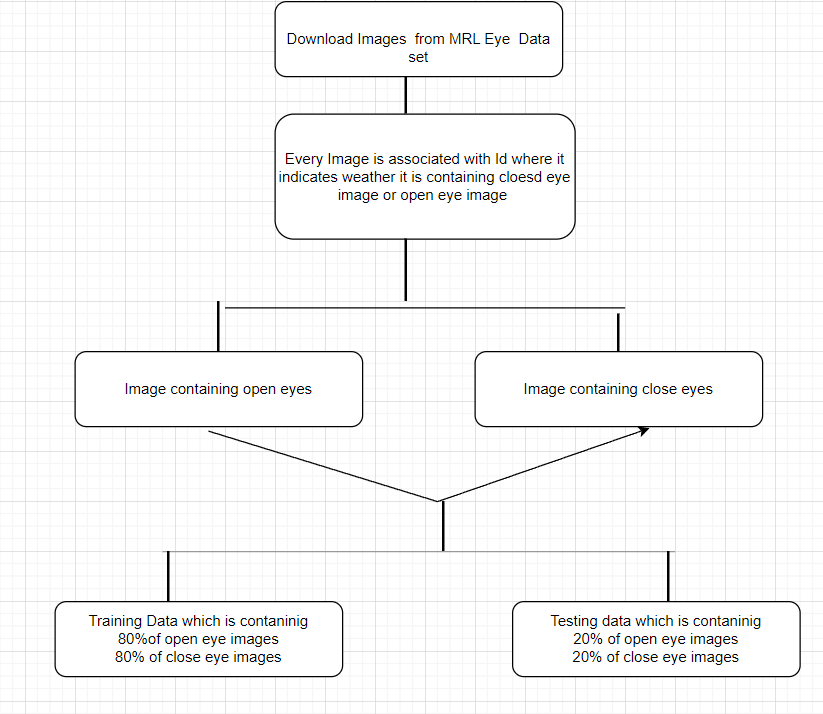 Download Images from MRL Eye Data
set
Every Image is associated with Id where it
indicates weather it is containing cloesd eye
image or open eye image
Image containing open eyes
Image containing close eyes
Training Data which is contaninig
80%of open eye images
80% of close eye images
Testing data which is contaninig
20% of open eye images
20% of close eye images